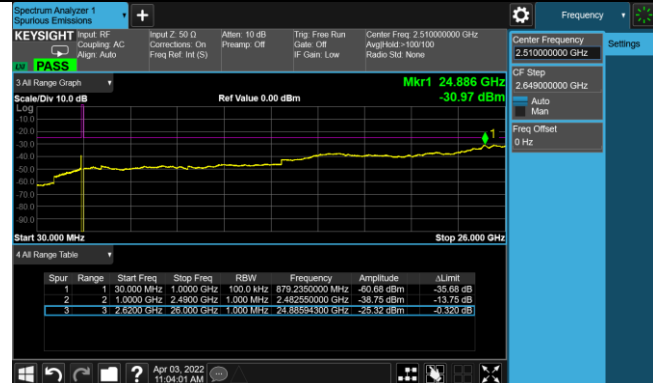 Spectrum Analyzer 1
Spurious Emissions
Frequency
KEYSIGHT Input: RF Input Z: 50 Ω Atten: 10 dB Trig: Free Run Center Freq: 2.510000000 GHz
Coupling: AC Corrections: On Preamp: Off Gate: Off Avg|Hold:>100/100
Align: Auto Freq Ref: Int (S) IF Gain: Low Radio Std: None
PASS
Center Frequency
2.510000000 GHz
Settings
CF Step
2.649000000 GHz
Auto
Man
Freq Offset
0 Hz
3 All Range Graph
Mkr1 24.886 GHz
Scale/Div 10.0 dB Ref Value 0.00 dBm -30.97 dBm
Log
-10.0
-20.0
-30.0
-40.0
-50.0
-60.0
-70.0
-80.0
-90.0
1
Start 30.000 MHz Stop 26.000 GHz
4 All Range Table
Spur Range Start Freq Stop Freq RBW Frequency Amplitude ΔLimit
1 1 30.000 MHz 1.0000 GHz 100.0 kHz 879.2350000 MHz -60.68 dBm -35.68 dB
2 2 1.0000 GHz 2.4900 GHz 1.000 MHz 2.482550000 GHz -38.75 dBm -13.75 dB
3 3 2.6200 GHz 26.000 GHz 1.000 MHz 24.88594300 GHz -25.32 dBm -0.320 dB
Apr 03, 2022
11:04:01 AM